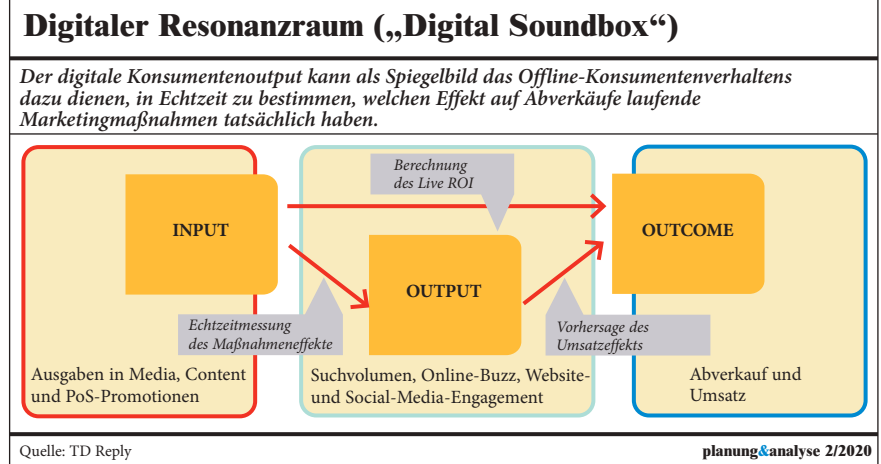 Digitaler Resonanzraum („Digital Soundbox“)
Der digitale Konsumentenoutput kann als Spiegelbild das Offline-Konsumentenverhaltens
dazu dienen, in Echtzeit zu bestimmen, welchen Effekt auf Abverkäufe laufende
Marketingmaßnahmen tatsächlich haben.
Berechnung
des Live ROI
INPUT
OUTCOME
OUTPUT
Echtzeitmessung
des Maßnahmeneffekte
Vorhersage des
Umsatzeffekts
Ausgaben in Media, Content
und PoS-Promotionen
Suchvolumen, Online-Buzz, Website-
und Social-Media-Engagement
Abverkauf und
Umsatz
Quelle: TD Reply
planung&analyse 2/2020